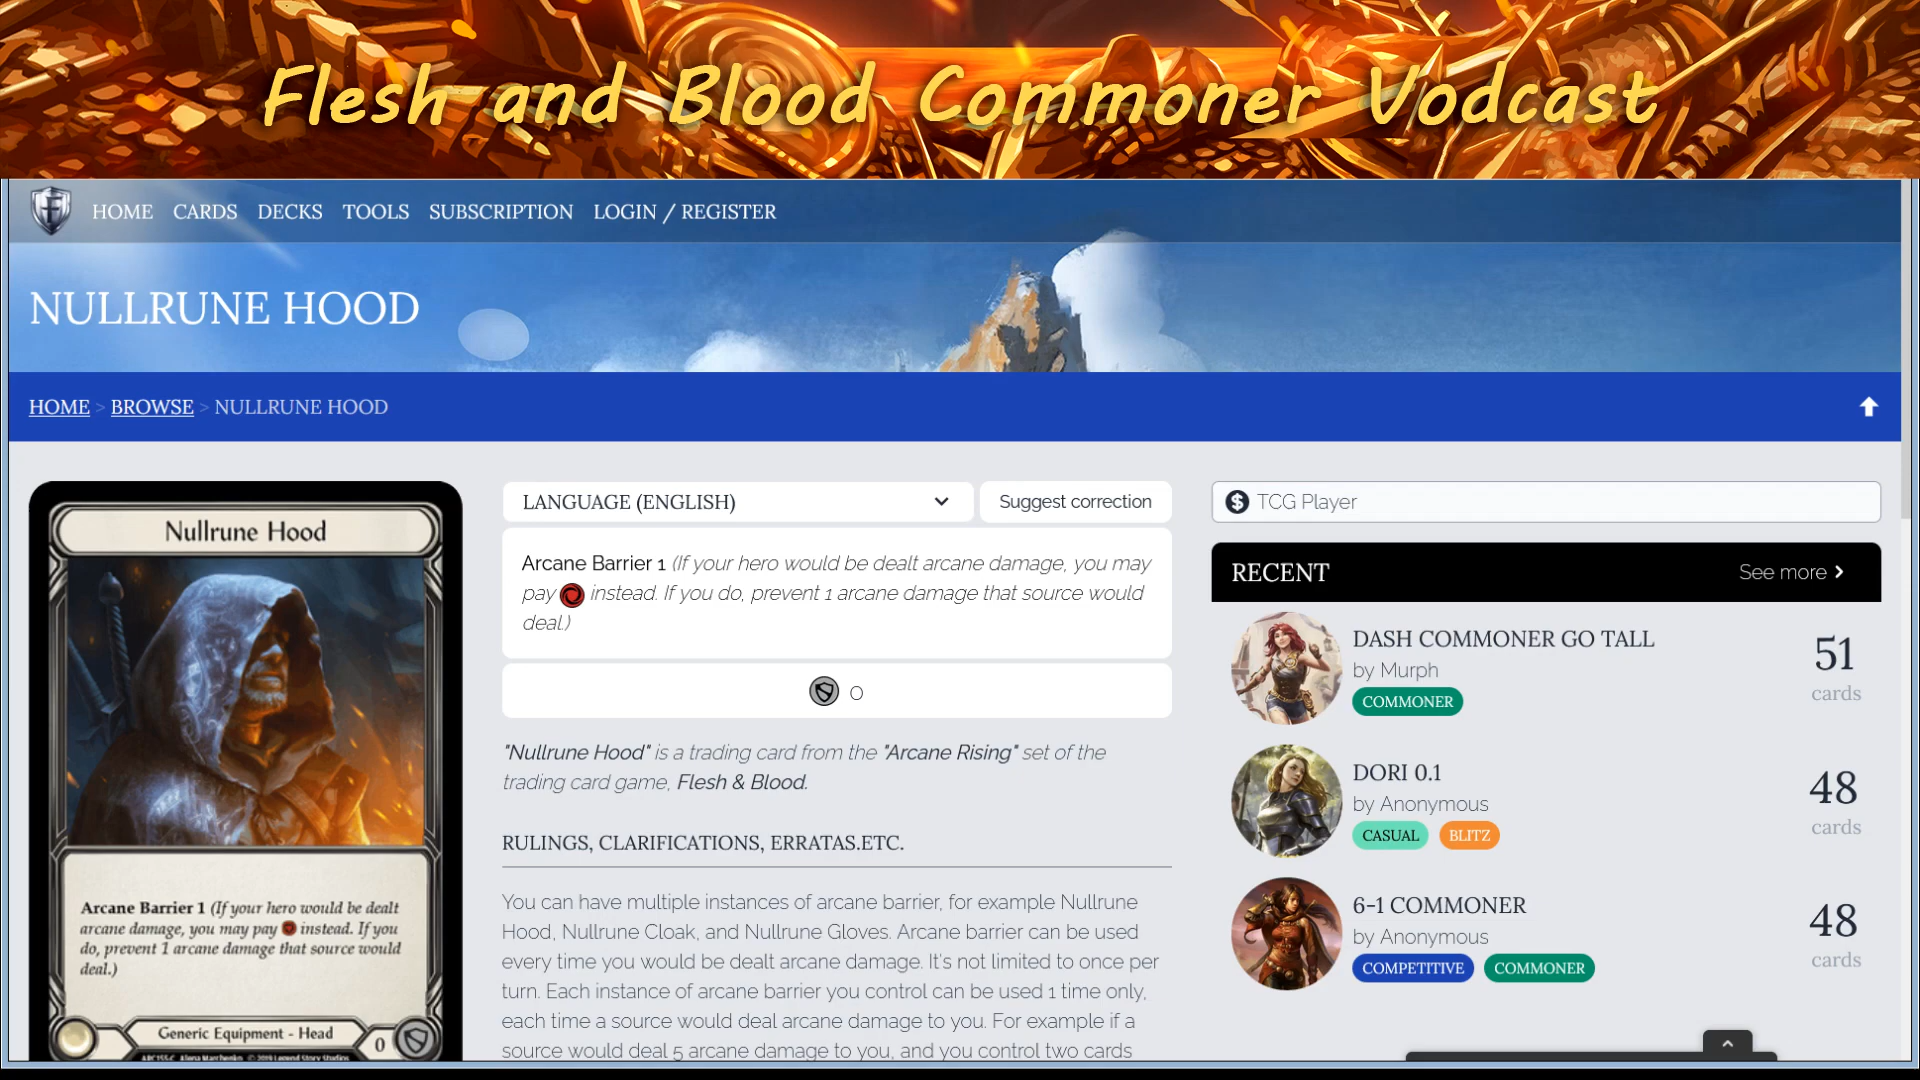 Flesh and Blood Commoner Vodcast
HOME CARDS DECKS TOOLS SUBSCRIPTION LOGIN / REGISTER
NULLRUNE HOOD
HOME > BROWSE > NULLRUNE HOOD
Nullrune Hood
Arcane Barrier 1 (If your hero would be dealt
arcane damage, you may pay instead. If you
do, prevent 1 arcane damage that source would
deal.)
Generic Equipment - Head
0
ARC155-C Alena Marchenko © 2019 Legend Story Studios
LANGUAGE (ENGLISH)
Suggest correction
Arcane Barrier 1 (If your hero would be dealt arcane damage, you may
pay instead. If you do, prevent 1 arcane damage that source would
deal.)
0
"Nullrune Hood" is a trading card from the "Arcane Rising" set of the
trading card game, Flesh & Blood.
RULINGS, CLARIFICATIONS, ERRATAS.ETC.
You can have multiple instances of arcane barrier, for example Nullrune
Hood, Nullrune Cloak, and Nullrune Gloves. Arcane barrier can be used
every time you would be dealt arcane damage. It's not limited to once per
turn. Each instance of arcane barrier you control can be used 1 time only,
each time a source would deal arcane damage to you. For example if a
source would deal 5 arcane damage to you, and you control two cards
$ TCG Player
RECENT
See more
DASH COMMONER GO TALL
by Murph
COMMONER
51
cards
DORI 0.1
by Anonymous
CASUAL BLITZ
48
cards
6-1 COMMONER
by Anonymous
COMPETITIVE COMMONER
48
cards